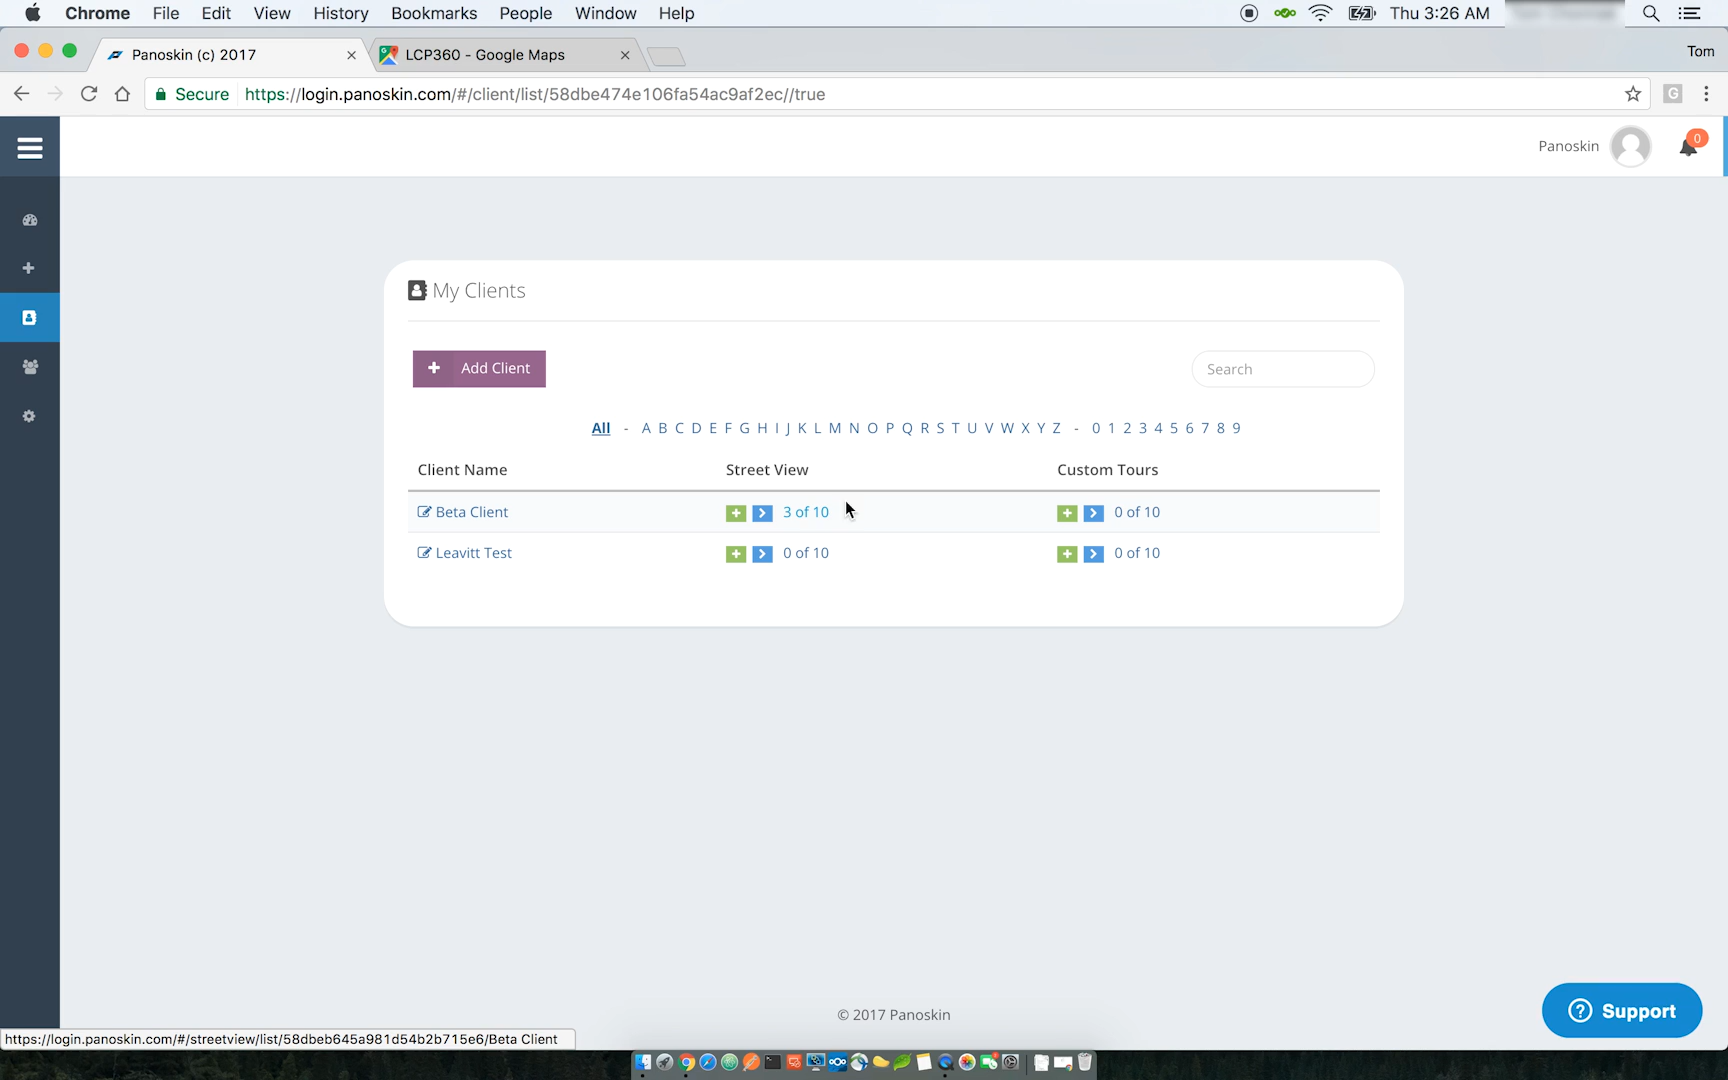 Chrome File Edit View History Bookmarks People Window Help Thu 3:26 AM
Panoskin (c) 2017 LCP360 - Google Maps Tom
Secure https://login.panoskin.com/#/client/list/58dbe474e106fa54ac9af2ec//true G
Panoskin 0
My Clients
+ Add Client Search
All - A B C D E F G H I J K L M N O P Q R S T U V W X Y Z - 0 1 2 3 4 5 6 7 8 9
Client Name Street View Custom Tours
Beta Client + > 3 of 10 + > 0 of 10
Leavitt Test + > 0 of 10 + > 0 of 10
© 2017 Panoskin
? Support
https://login.panoskin.com/#/streetview/list/58dbeb645a981d54b2b715e6/Beta Client